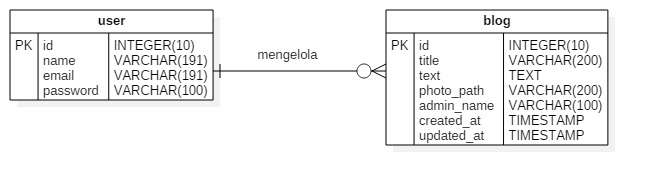 user
PK id INTEGER(10)
name VARCHAR(191)
email VARCHAR(191)
password VARCHAR(100)
mengelola
blog
PK id INTEGER(10)
title VARCHAR(200)
text TEXT
photo_path VARCHAR(200)
admin_name VARCHAR(100)
created_at TIMESTAMP
updated_at TIMESTAMP